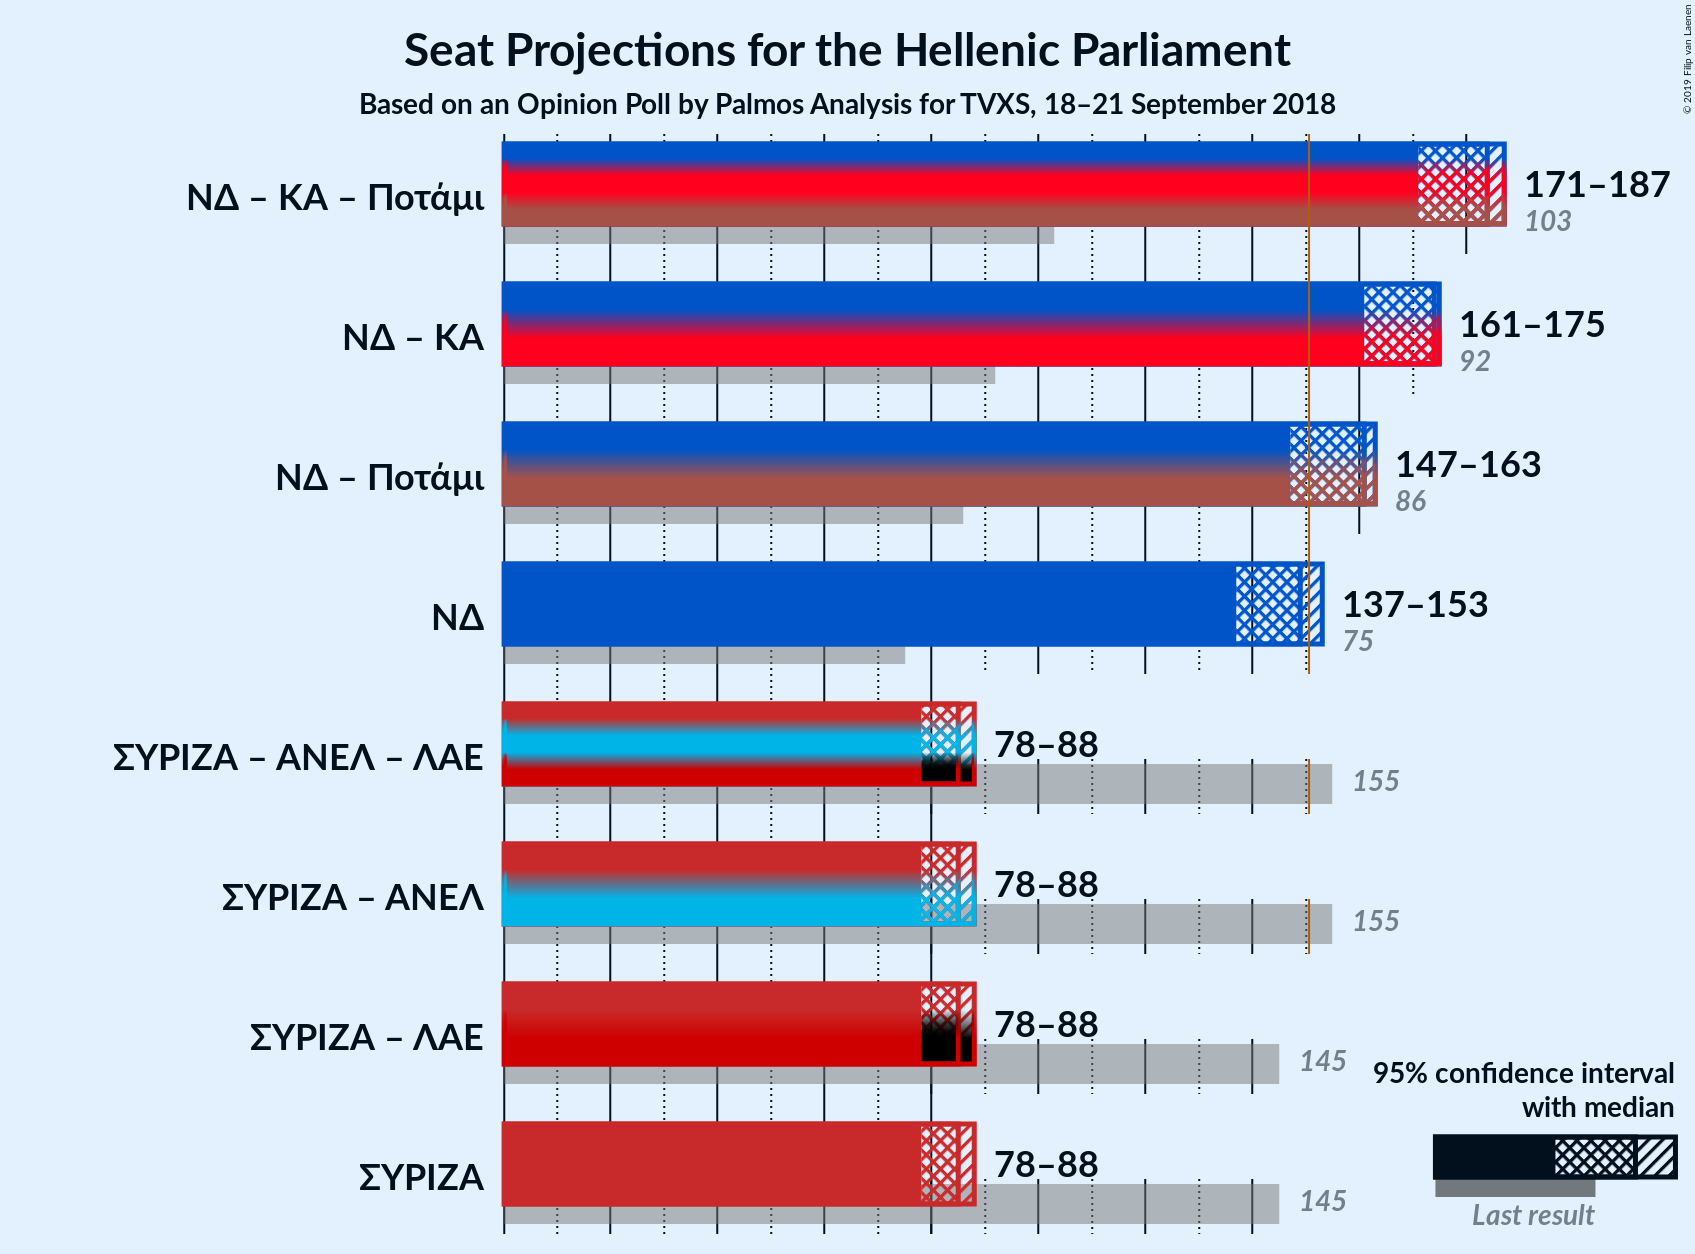 Seat Projections for the Hellenic Parliament
Based on an Opinion Poll by Palmos Analysis for TVXS, 18–21 September 2018
© 2019 Filip van Laenen
ΝΔ – ΚΑ – Ποτάμι
171–187
103
ΝΔ – ΚΑ
161–175
92
ΝΔ – Ποτάμι
147–163
86
ΝΔ
137–153
75
ΣΥΡΙΖΑ – ΑΝΕΛ – ΛΑΕ
78–88
155
ΣΥΡΙΖΑ – ΑΝΕΛ
78–88
155
ΣΥΡΙΖΑ – ΛΑΕ
78–88
145
ΣΥΡΙΖΑ
78–88
145
95% confidence interval
with median
Last result